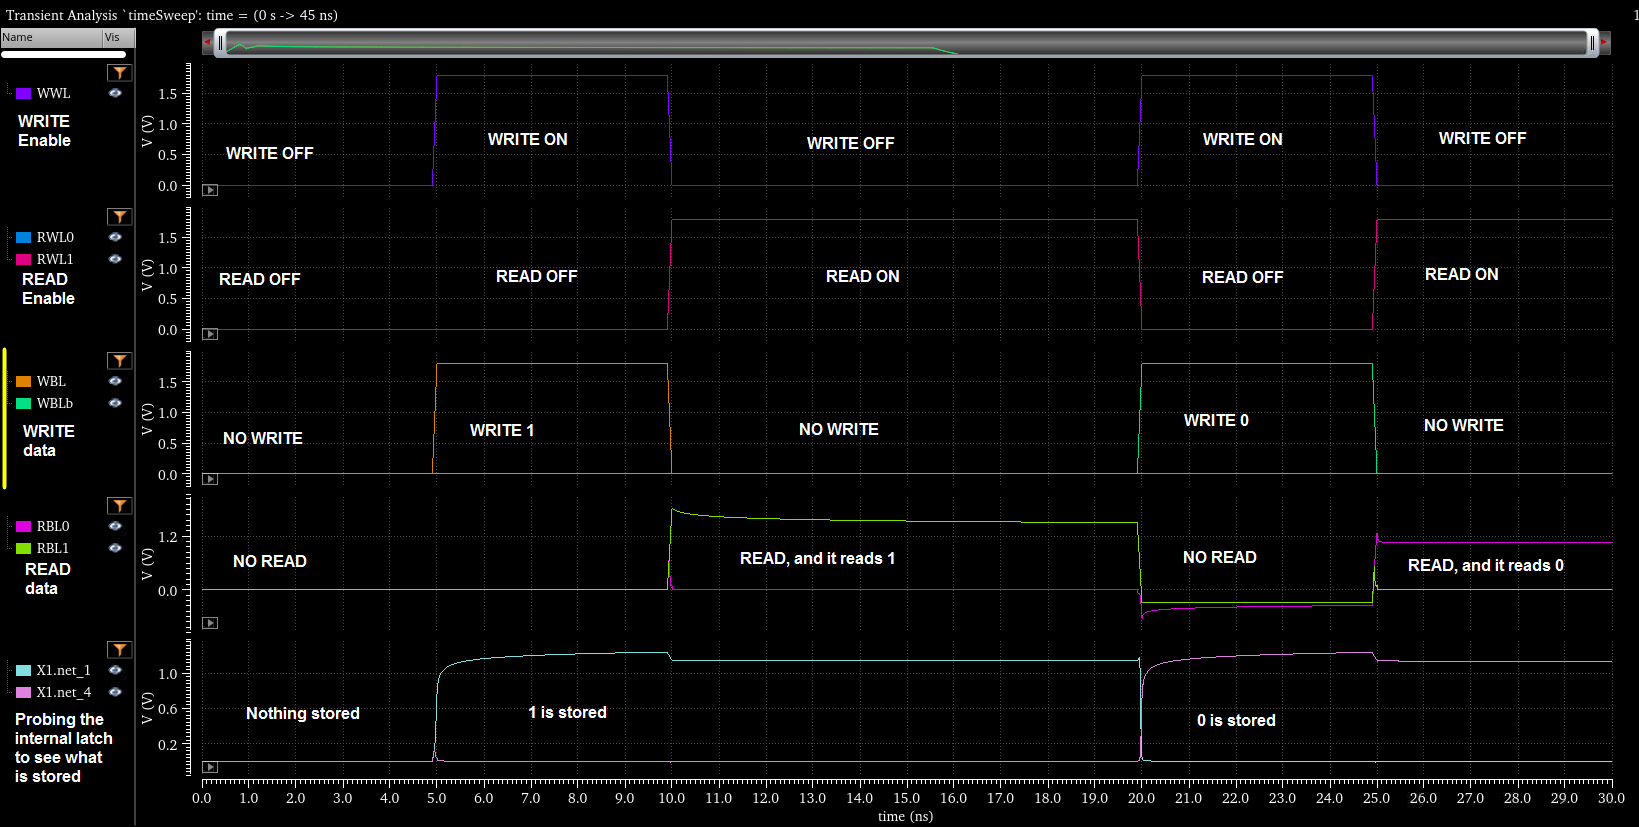 Transient Analysis `timeSweep': time = (0 s -> 45 ns)
1
Name Vis
WWL
WRITE
Enable
V (V)
1.5
1.0
0.5
0.0
WRITE OFF
WRITE ON
WRITE OFF
WRITE ON
WRITE OFF
RWL0
RWL1
READ
Enable
V (V)
1.5
1.0
0.5
0.0
READ OFF
READ OFF
READ ON
READ OFF
READ ON
WBL
WBLb
WRITE
data
V (V)
1.5
1.0
0.5
0.0
NO WRITE
WRITE 1
NO WRITE
WRITE 0
NO WRITE
RBL0
RBL1
READ
data
V (V)
1.2
0.0
NO READ
READ, and it reads 1
NO READ
READ, and it reads 0
X1.net_1
X1.net_4
Probing the
internal latch
to see what
is stored
V (V)
1.0
0.6
0.2
Nothing stored
1 is stored
0 is stored
0.0 1.0 2.0 3.0 4.0 5.0 6.0 7.0 8.0 9.0 10.0 11.0 12.0 13.0 14.0 15.0 16.0 17.0 18.0 19.0 20.0 21.0 22.0 23.0 24.0 25.0 26.0 27.0 28.0 29.0 30.0
time (ns)